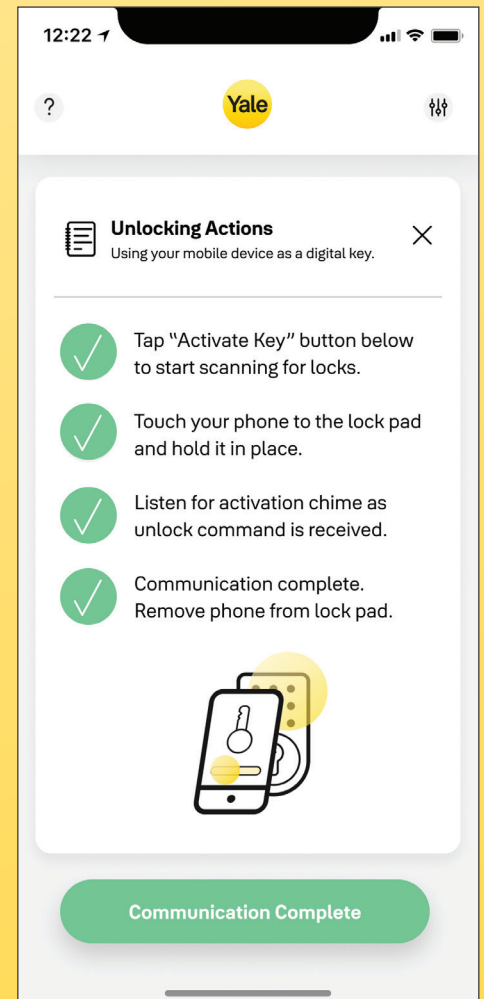 12:22
?
Yale
Unlocking Actions
Using your mobile device as a digital key.
Tap “Activate Key” button below
to start scanning for locks.
Touch your phone to the lock pad
and hold it in place.
Listen for activation chime as
unlock command is received.
Communication complete.
Remove phone from lock pad.
Communication Complete